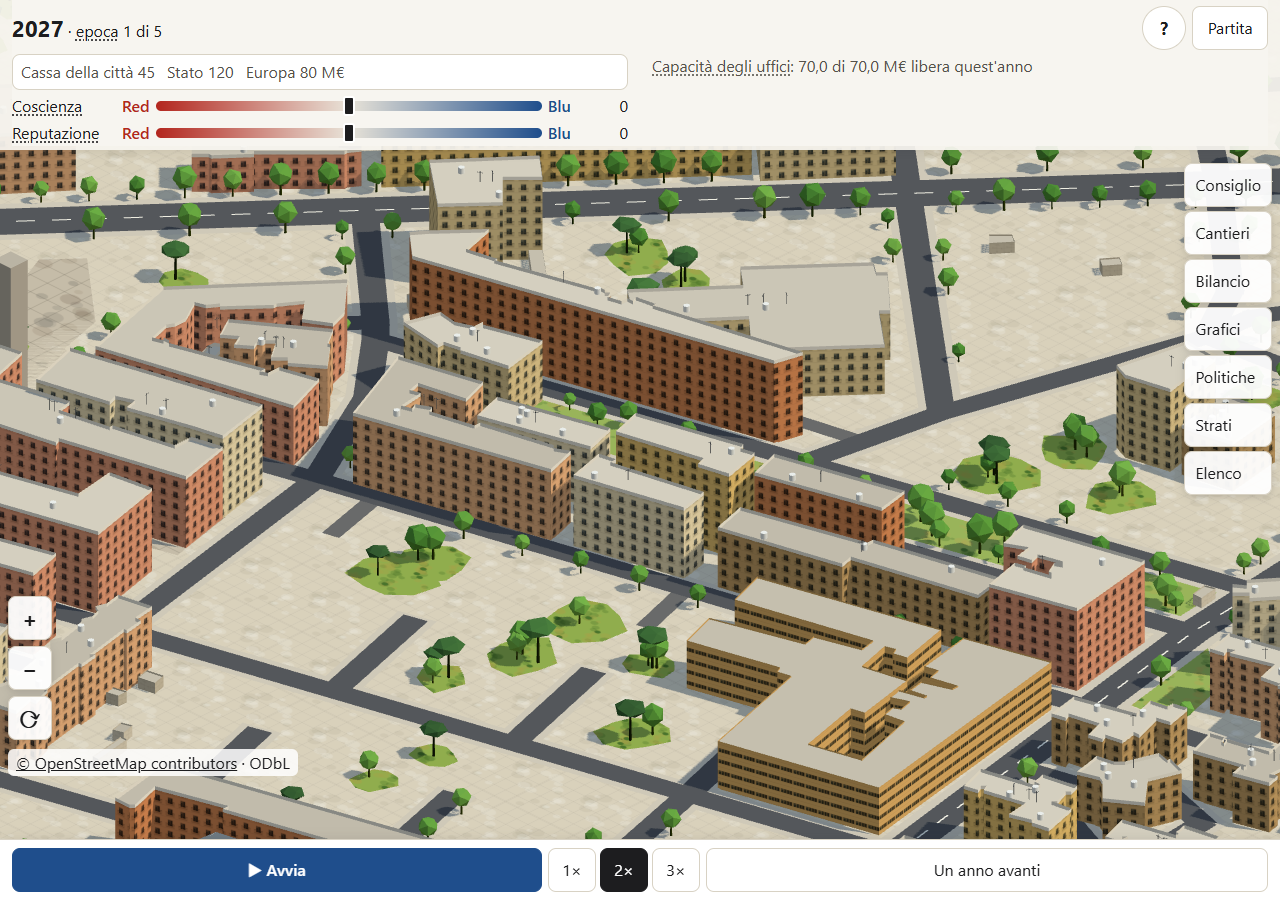 2027 · epoca 1 di 5
?
Partita
Cassa della città 45 Stato 120 Europa 80 M€
Capacità degli uffici: 70,0 di 70,0 M€ libera quest'anno
Coscienza Red Blu 0
Reputazione Red Blu 0
Consiglio
Cantieri
Bilancio
Grafici
Politiche
Strati
Elenco
+
−
⟳
© OpenStreetMap contributors · ODbL
▶ Avvia
1×
2×
3×
Un anno avanti